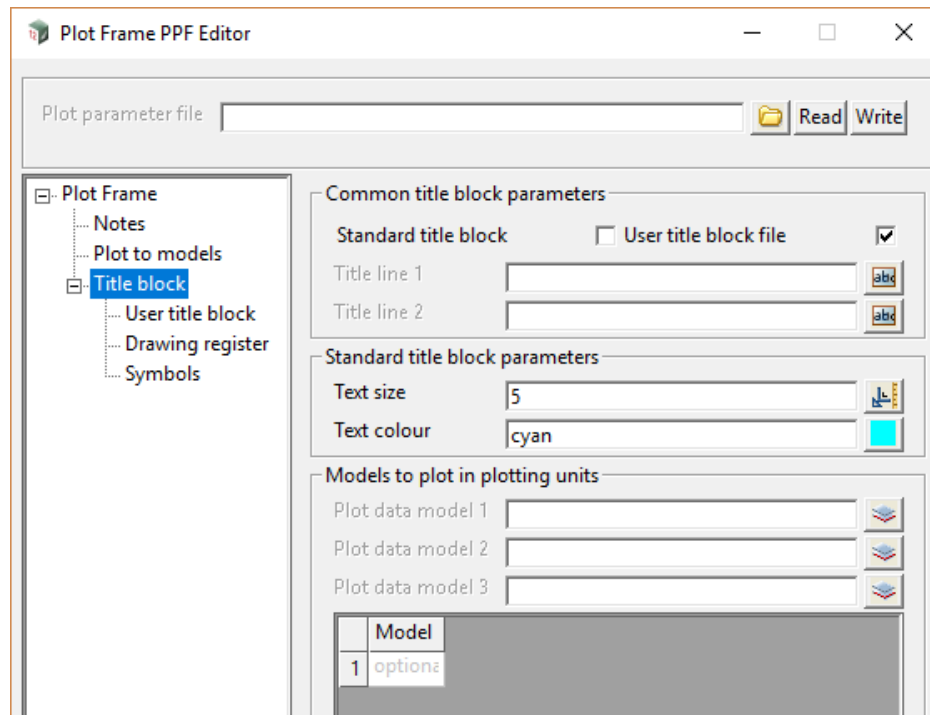 Plot Frame PPF Editor
Plot parameter file Read Write
Plot Frame
Notes
Plot to models
Title block
User title block
Drawing register
Symbols
Common title block parameters
Standard title block User title block file
Title line 1 abc
Title line 2 abc
Standard title block parameters
Text size 5
Text colour cyan
Models to plot in plotting units
Plot data model 1
Plot data model 2
Plot data model 3
Model
1 optiona